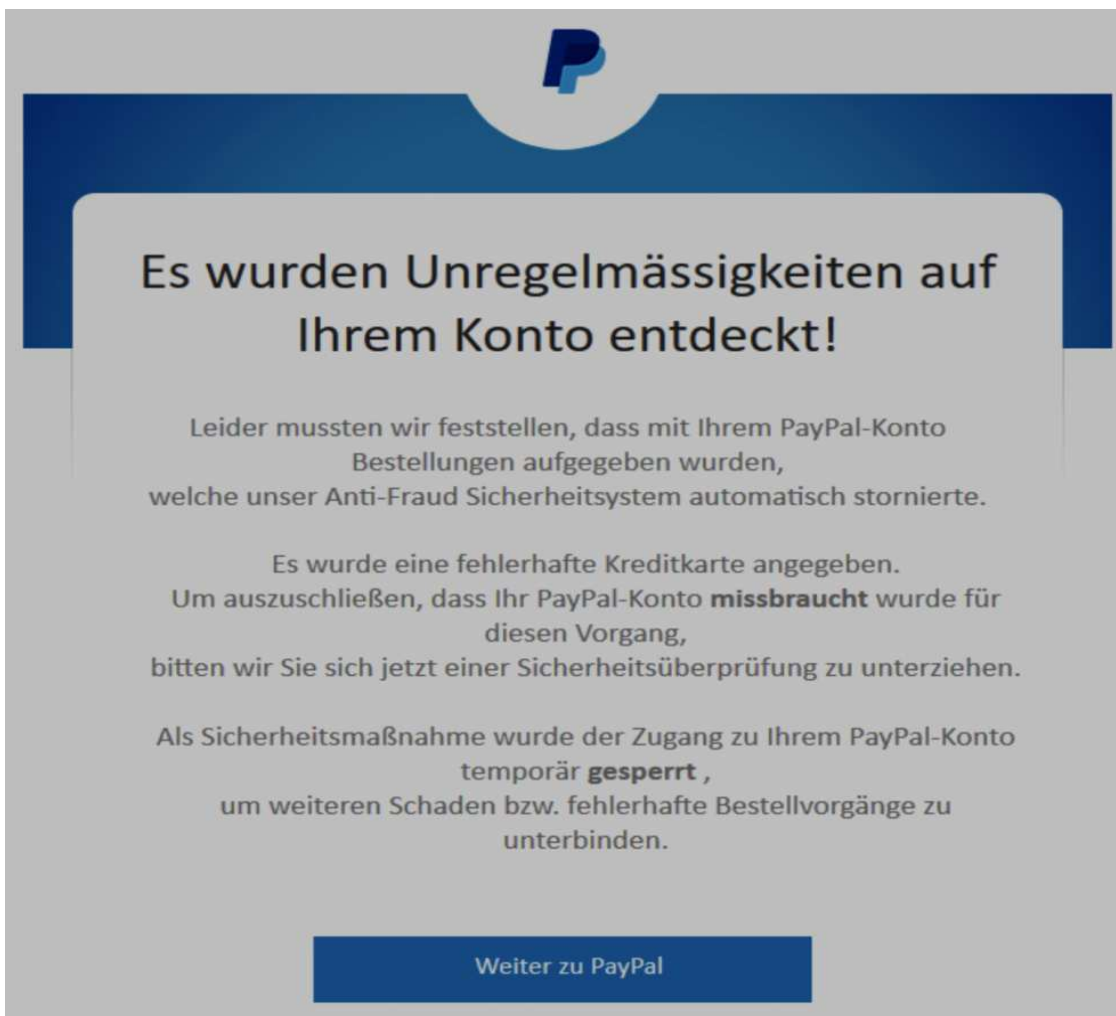 Es wurden Unregelmässigkeiten auf
Ihrem Konto entdeckt!
Leider mussten wir feststellen, dass mit Ihrem PayPal-Konto
Bestellungen aufgegeben wurden,
welche unser Anti-Fraud Sicherheitsystem automatisch stornierte.
Es wurde eine fehlerhafte Kreditkarte angegeben.
Um auszuschließen, dass Ihr PayPal-Konto missbraucht wurde für
diesen Vorgang,
bitten wir Sie sich jetzt einer Sicherheitsüberprüfung zu unterziehen.
Als Sicherheitsmaßnahme wurde der Zugang zu Ihrem PayPal-Konto
temporär gesperrt ,
um weiteren Schaden bzw. fehlerhafte Bestellvorgänge zu
unterbinden.
Weiter zu PayPal